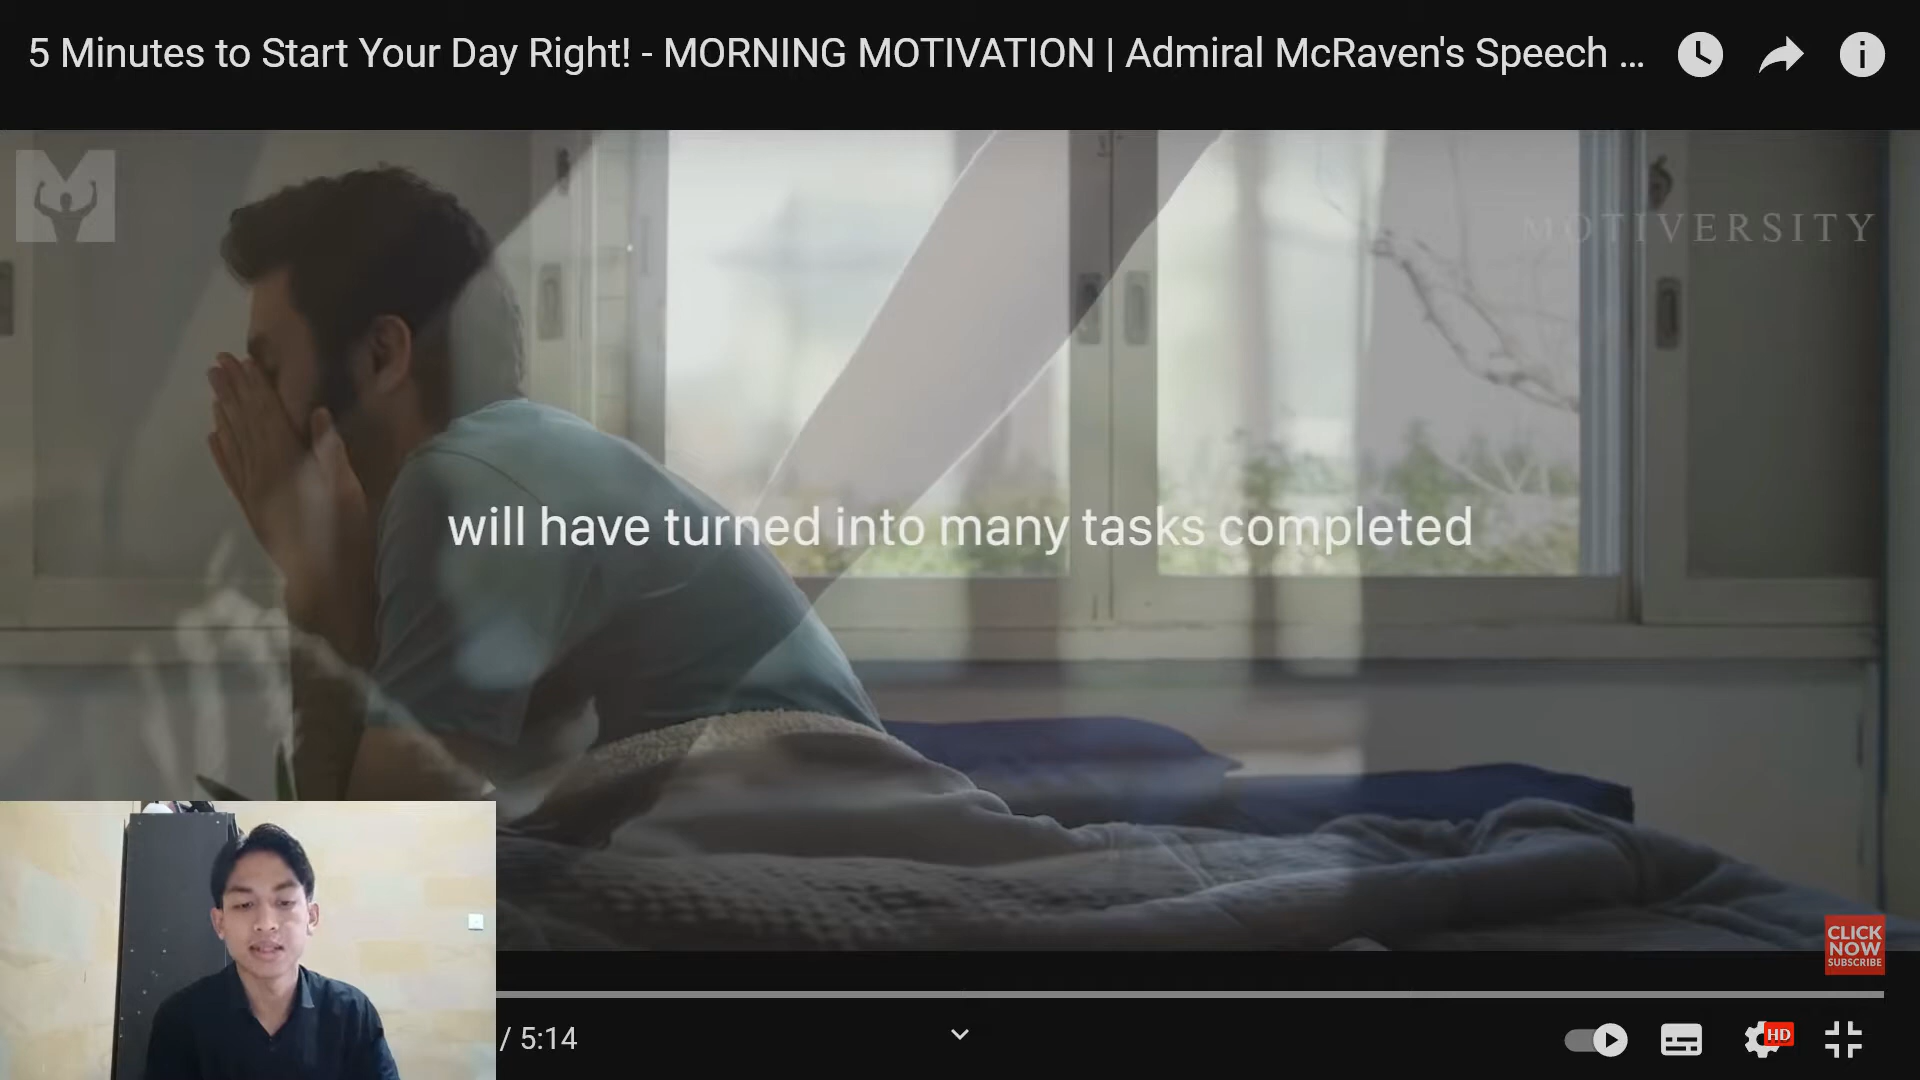 5 Minutes to Start Your Day Right! - MORNING MOTIVATION | Admiral McRaven's Speech ...
MOTIVERSITY
will have turned into many tasks completed
CLICK
NOW
SUBSCRIBE
/ 5:14
HD